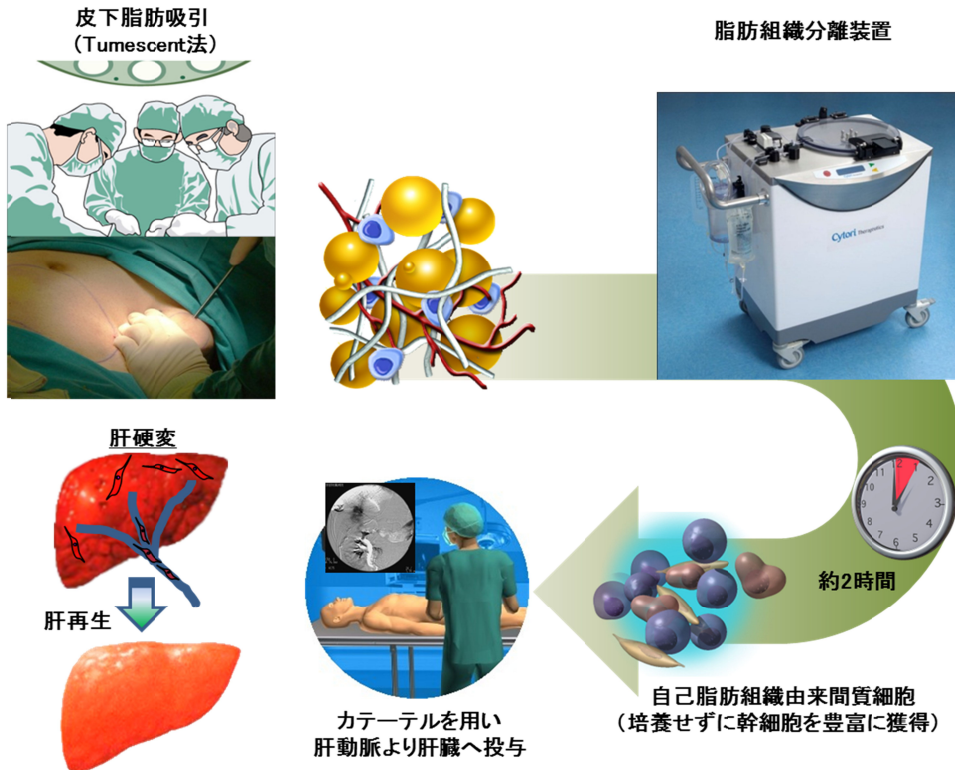 皮下脂肪吸引
（Tumescent法）
脂肪組織分離装置
Cytori Therapeutics
約2時間
自己脂肪組織由来間質細胞
（培養せずに幹細胞を豊富に獲得）
カテーテルを用い
肝動脈より肝臓へ投与
肝硬変
肝再生